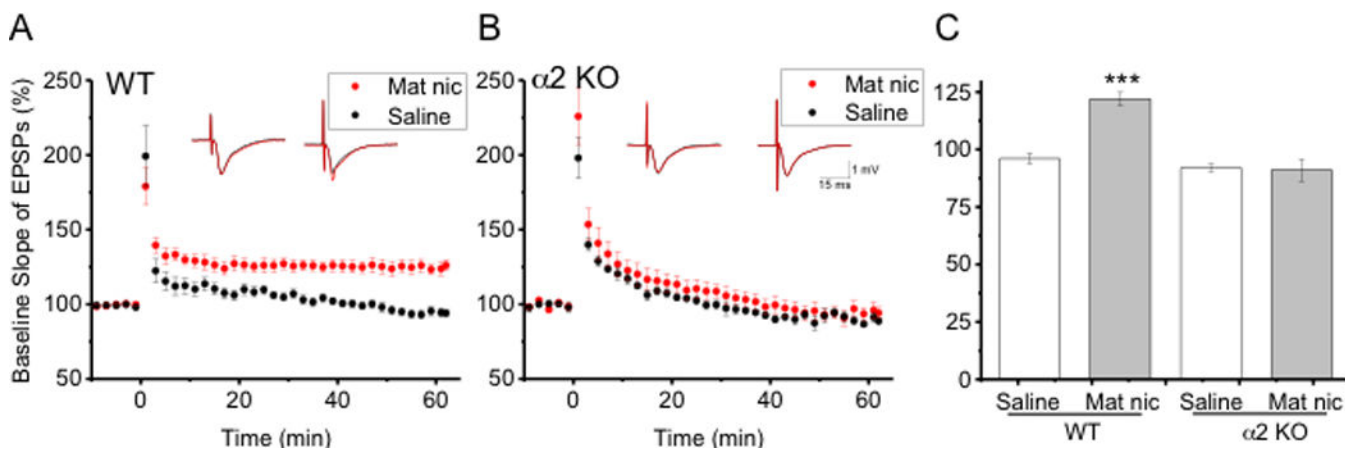 A
B
C
Baseline Slope of EPSPs (%)
250
200
150
100
50
WT
Mat nic
Saline
0
20
40
60
Time (min)
250
200
150
100
50
α2 KO
Mat nic
Saline
1 mV
15 ms
0
20
40
60
Time (min)
125
100
75
50
25
0
***
Saline Mat nic Saline Mat nic
WT α2 KO